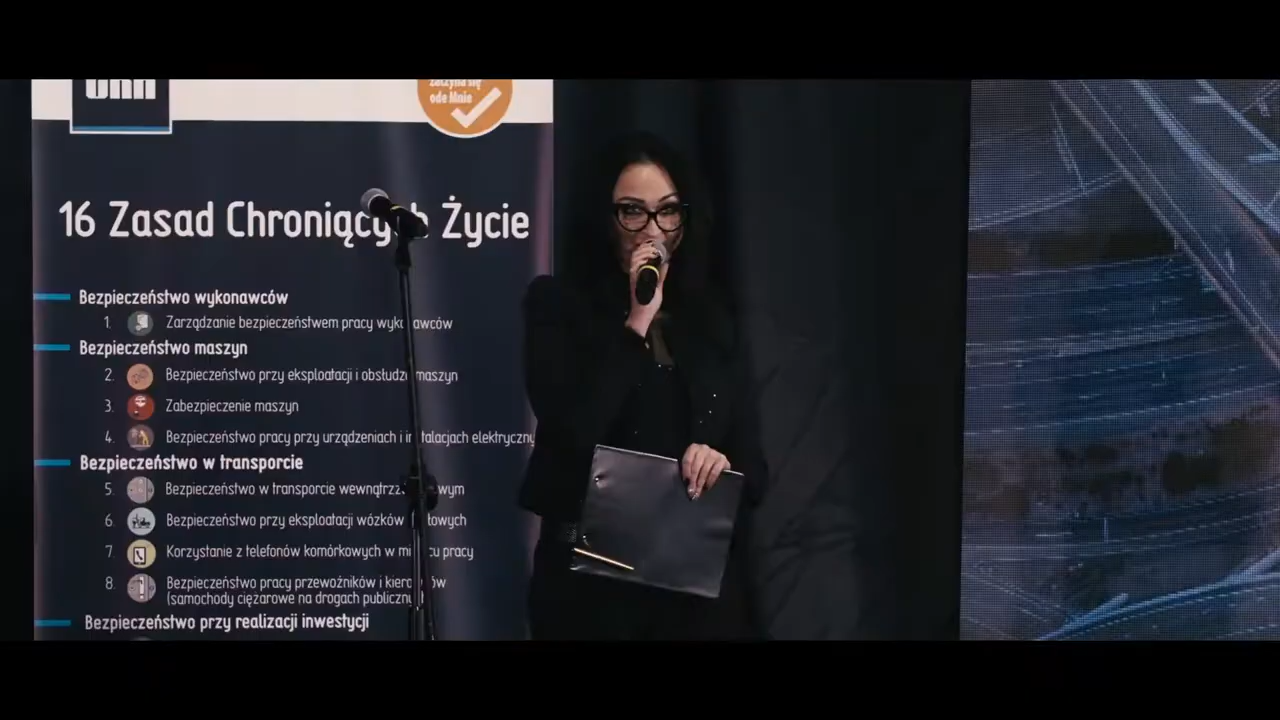 zaczyna się
ode Mnie
16 Zasad Chroniących Życie
Bezpieczeństwo wykonawców
1. Zarządzanie bezpieczeństwem pracy wykonawców
Bezpieczeństwo maszyn
2. Bezpieczeństwo przy eksploatacji i obsłudze maszyn
3. Zabezpieczenie maszyn
4. Bezpieczeństwo pracy przy urządzeniach i instalacjach elektryczny
Bezpieczeństwo w transporcie
5. Bezpieczeństwo w transporcie wewnątrzzakładowym
6. Bezpieczeństwo przy eksploatacji wózków
7. Korzystanie z telefonów komórkowych w miejscu pracy
8. Bezpieczeństwo pracy przewoźników i kierowców
(samochody ciężarowe na drogach publicznych)
Bezpieczeństwo przy realizacji inwestycji